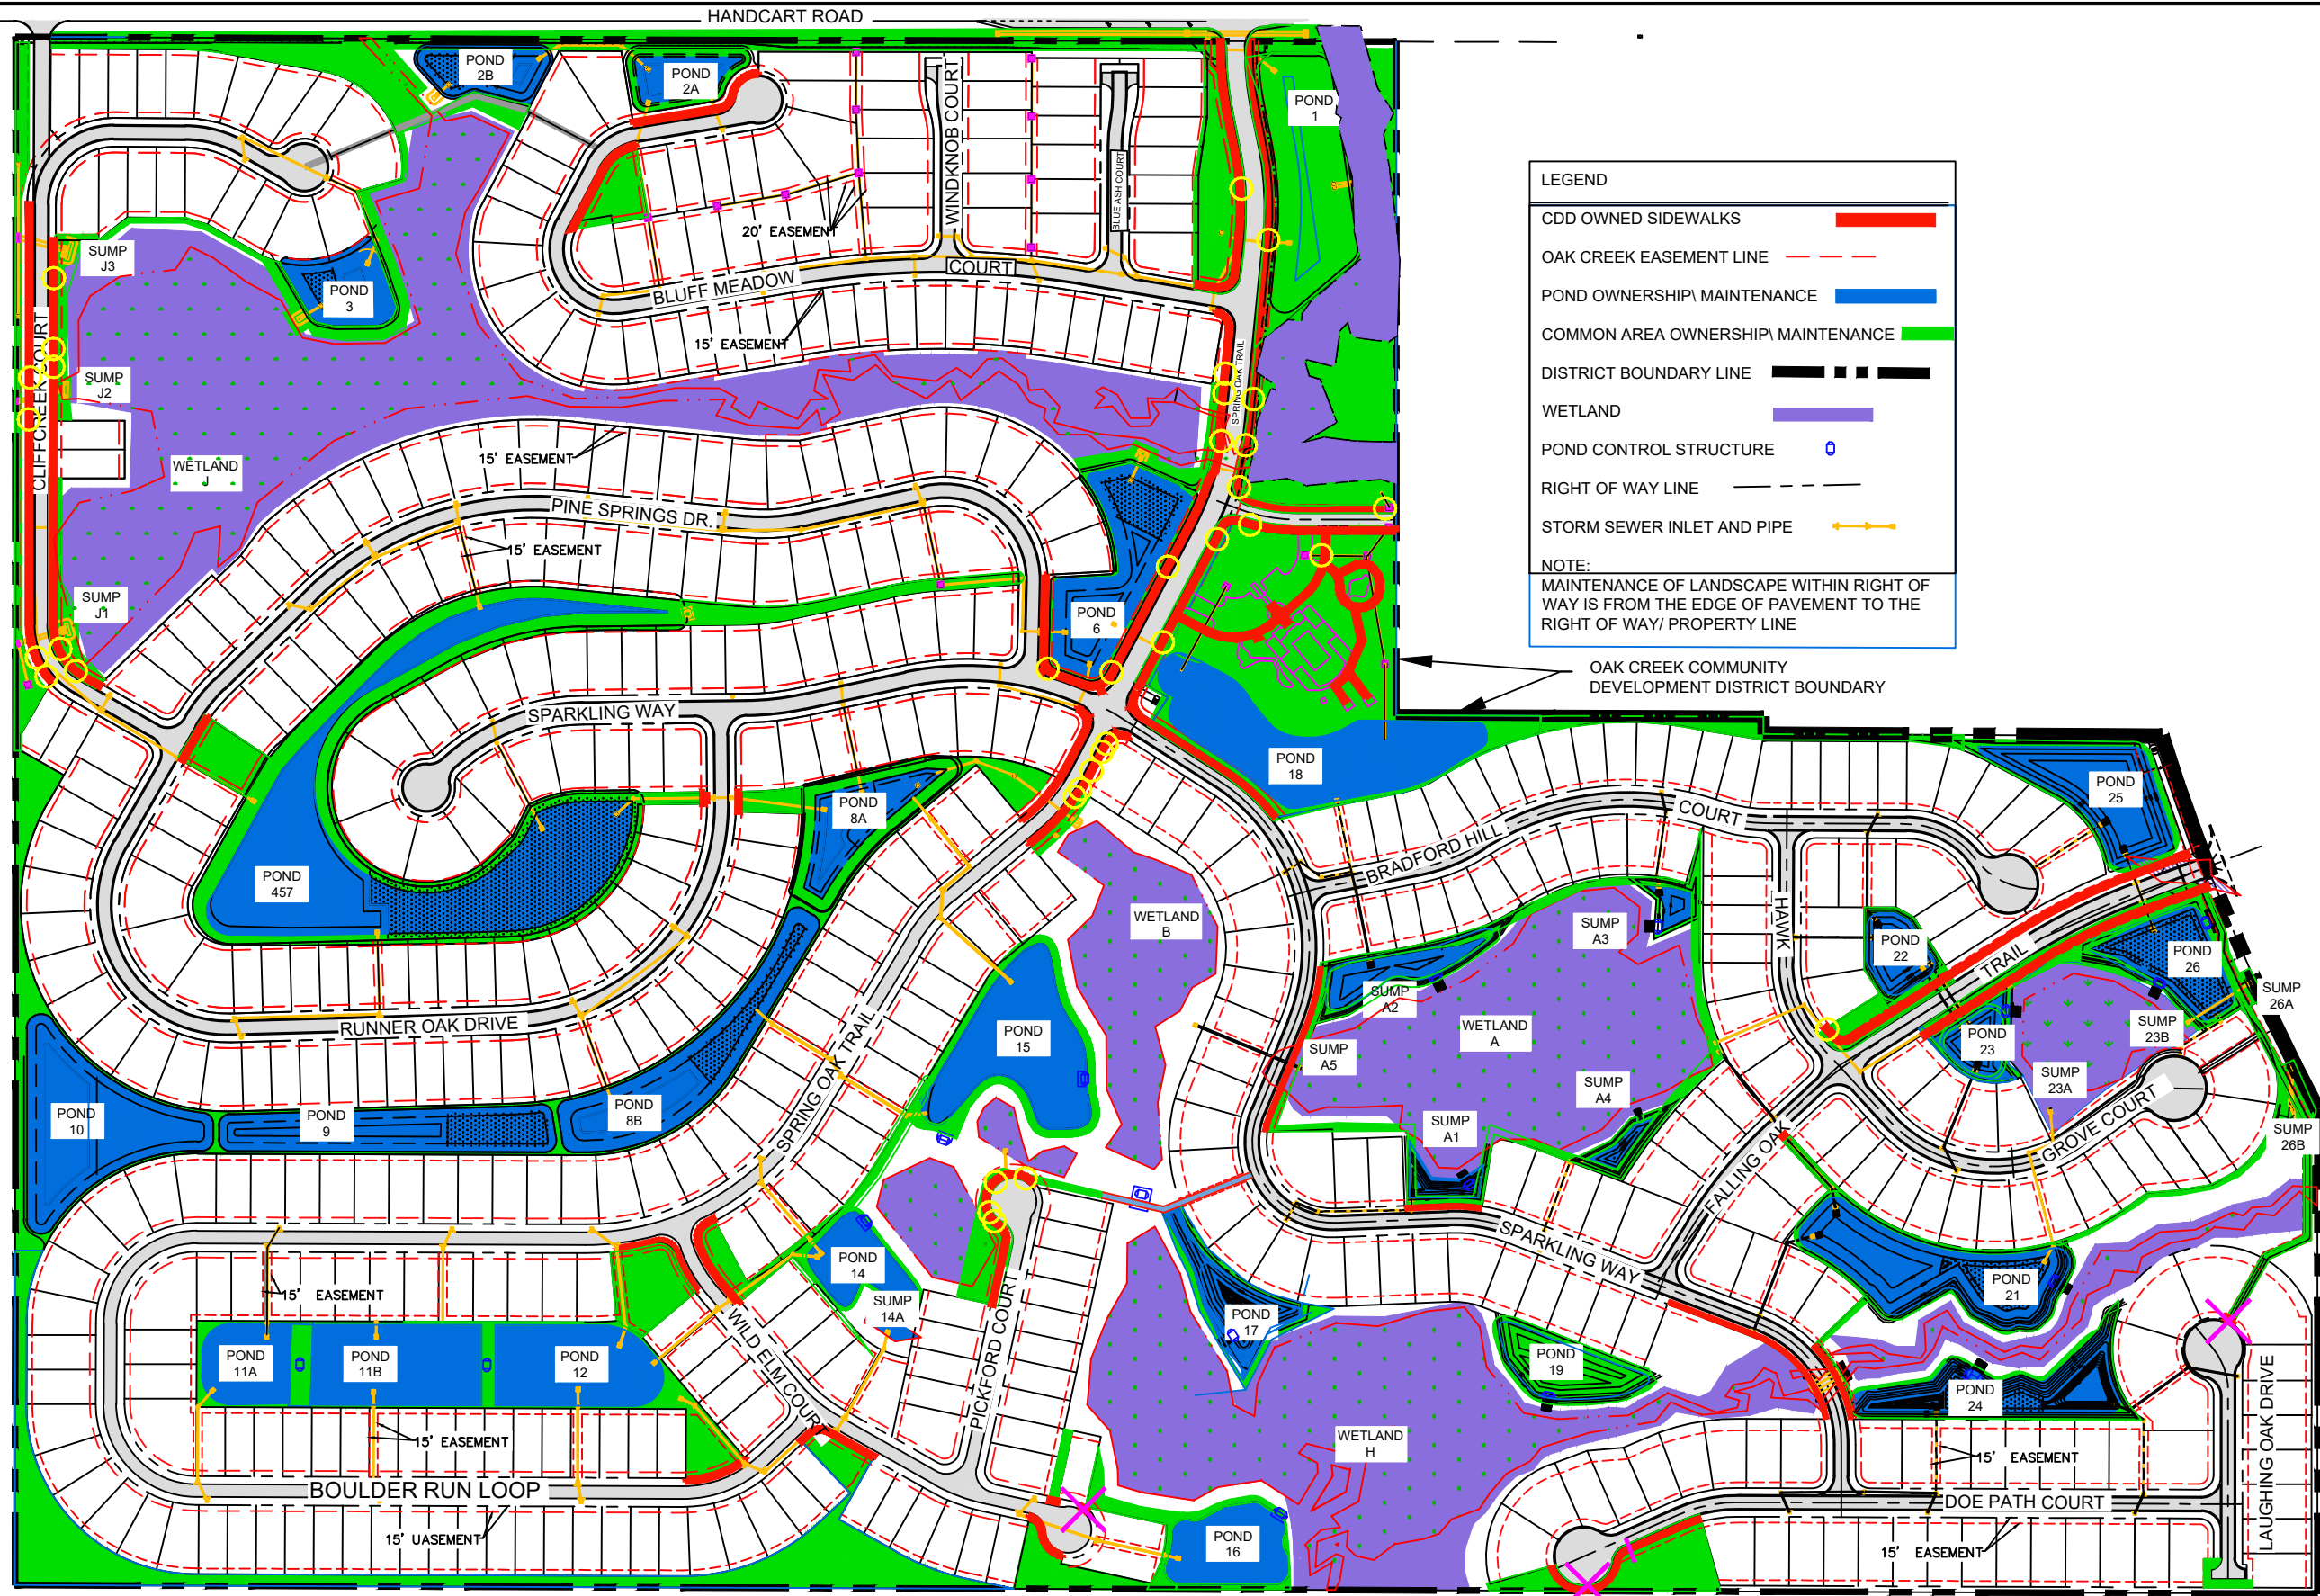 HANDCART ROAD
POND
2B
POND
2A
POND
1
WINDKNOB COURT
BLUE ASH COURT
20' EASEMENT
SUMP
J3
POND
3
BLUFF MEADOW
COURT
15' EASEMENT
CLIFFCREEK COURT
SUMP
J2
SPRING OAK TRAIL
WETLAND
J
15' EASEMENT
PINE SPRINGS DR.
15' EASEMENT
SUMP
J1
POND
6
LEGEND
CDD OWNED SIDEWALKS
OAK CREEK EASEMENT LINE
POND OWNERSHIP\ MAINTENANCE
COMMON AREA OWNERSHIP\ MAINTENANCE
DISTRICT BOUNDARY LINE
WETLAND
POND CONTROL STRUCTURE
RIGHT OF WAY LINE
STORM SEWER INLET AND PIPE
NOTE:
MAINTENANCE OF LANDSCAPE WITHIN RIGHT OF
WAY IS FROM THE EDGE OF PAVEMENT TO THE
RIGHT OF WAY/ PROPERTY LINE
OAK CREEK COMMUNITY
DEVELOPMENT DISTRICT BOUNDARY
SPARKLING WAY
POND
18
POND
25
POND
8A
COURT
BRADFORD HILL
POND
457
WETLAND
B
SUMP
A3
HAWK
POND
22
TRAIL
POND
26
SUMP
26A
SUMP
A2
WETLAND
A
SUMP
23B
RUNNER OAK DRIVE
POND
15
SPRING OAK TRAIL
SUMP
A5
POND
23
SUMP
23A
SUMP
A4
POND
10
POND
9
POND
8B
SUMP
A1
GROVE COURT
SUMP
26B
FALLING OAK
SPARKLING WAY
POND
14
POND
21
15' EASEMENT
SUMP
14A
POND
17
WILD ELM COURT
PICKFORD COURT
POND
11A
POND
11B
POND
12
POND
19
POND
24
LAUGHING OAK DRIVE
15' EASEMENT
WETLAND
H
15' EASEMENT
BOULDER RUN LOOP
DOE PATH COURT
15' UASEMENT
POND
16
15' EASEMENT